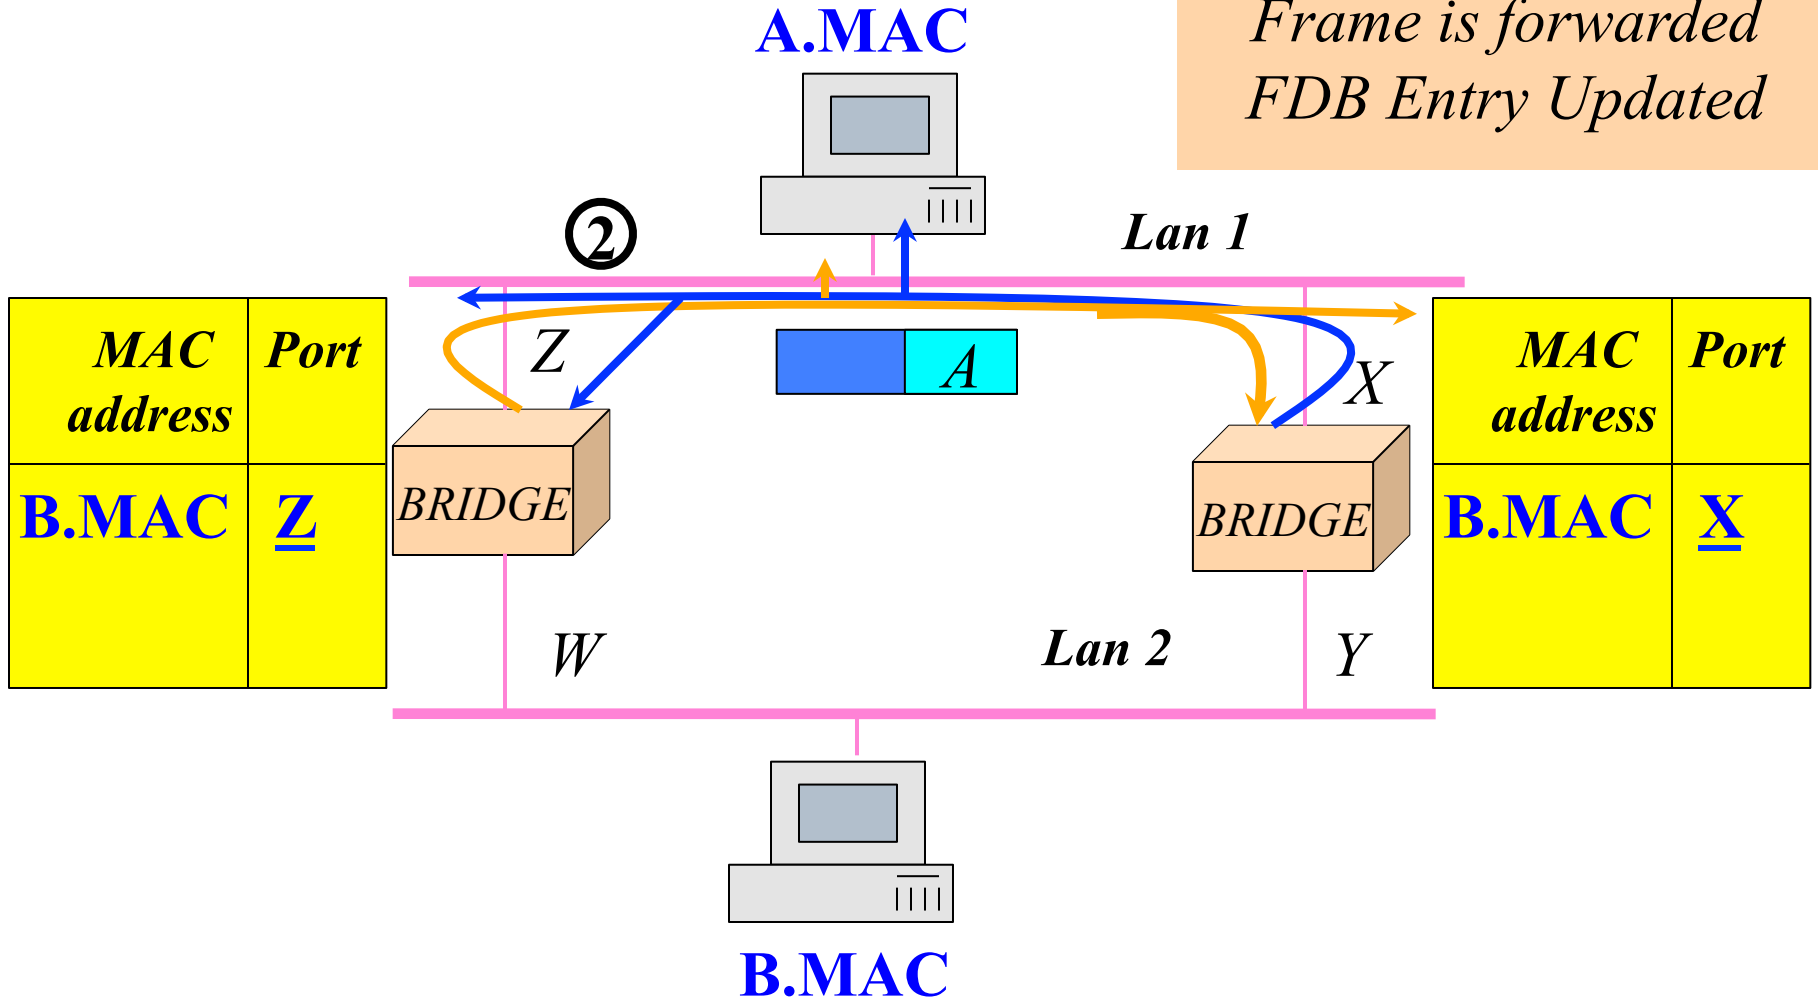 A.MAC
Frame is forwarded
FDB Entry Updated
2
Lan 1
MAC
address
Port
B.MAC
Z
Z
A
X
MAC
address
Port
B.MAC
X
BRIDGE
BRIDGE
W
Lan 2
Y
B.MAC